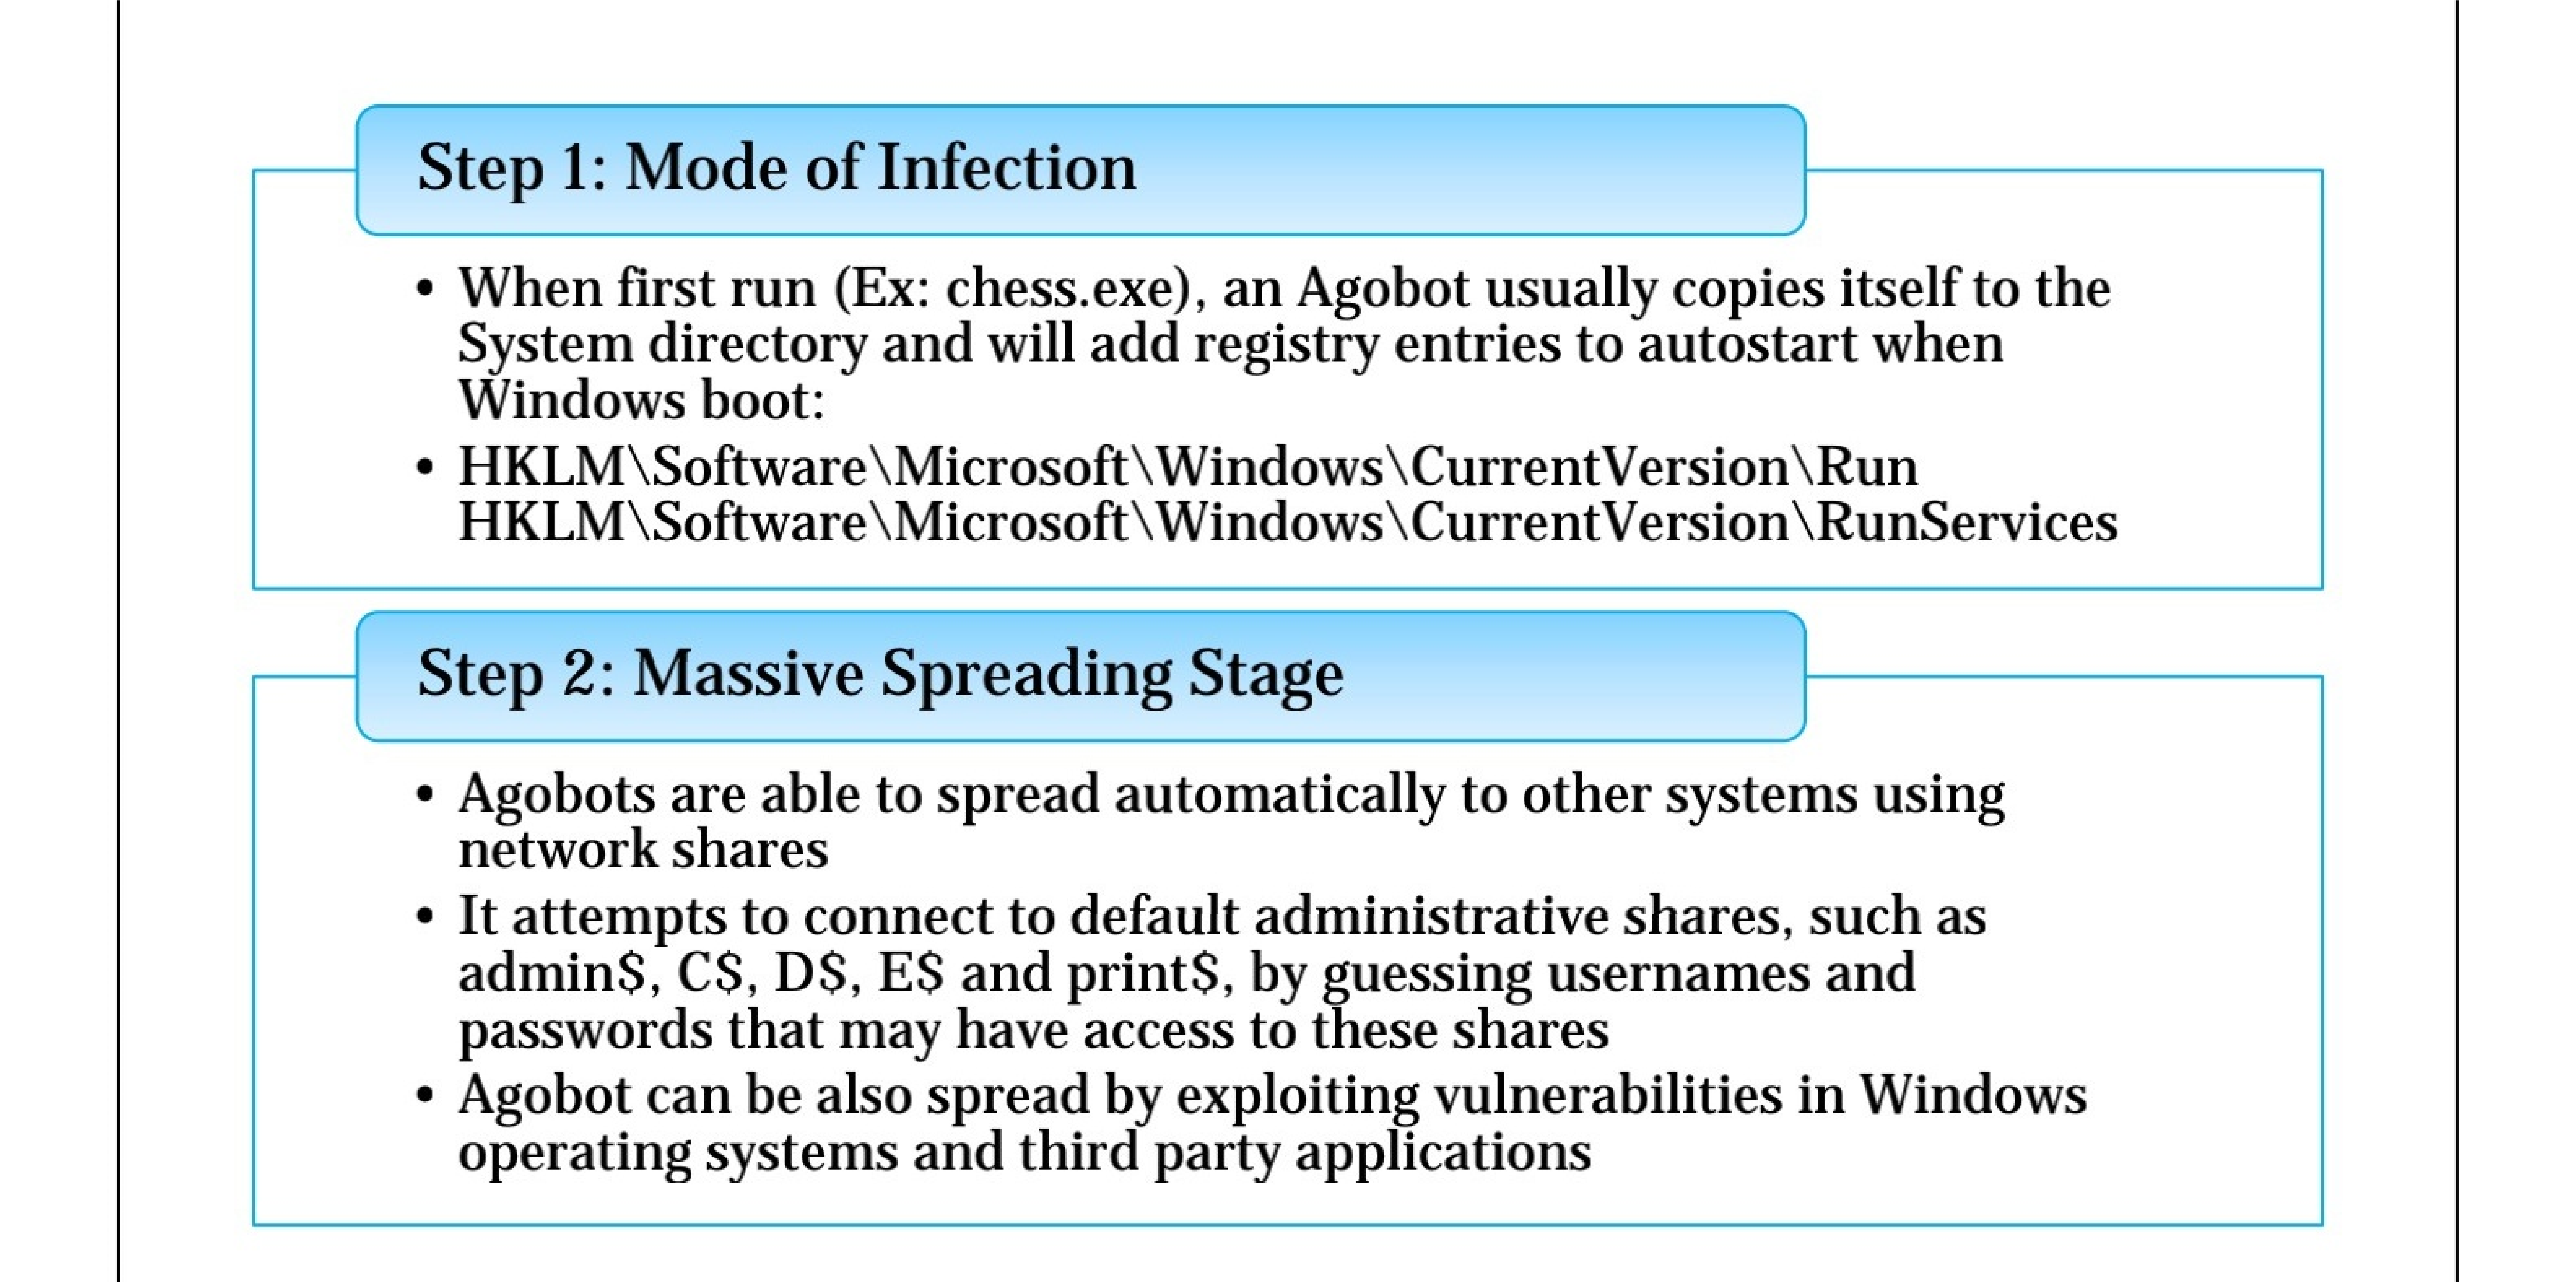 Step 1: Mode of Infection
• When first run (Ex: chess.exe), an Agobot usually copies itself to the
System directory and will add registry entries to autostart when
Windows boot:
• HKLM\Software\Microsoft\Windows\CurrentVersion\Run
HKLM\Software\Microsoft\Windows\CurrentVersion\RunServices
Step 2: Massive Spreading Stage
• Agobots are able to spread automatically to other systems using
network shares
• It attempts to connect to default administrative shares, such as
admin$, C$, D$, E$ and print$, by guessing usernames and
passwords that may have access to these shares
• Agobot can be also spread by exploiting vulnerabilities in Windows
operating systems and third party applications